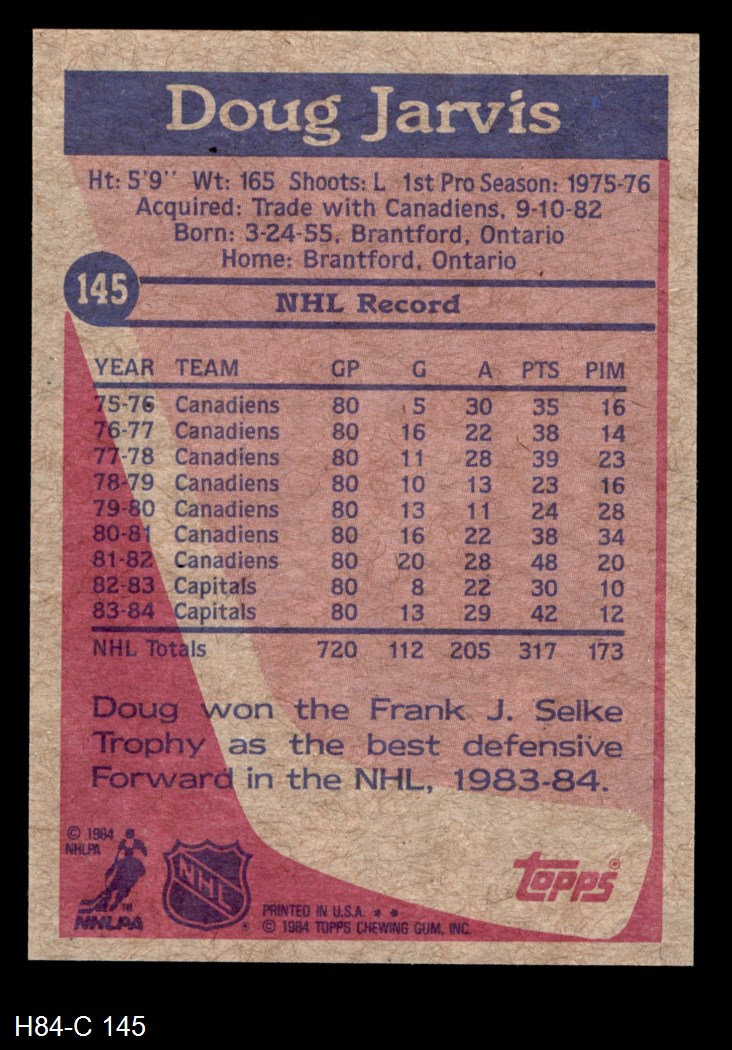 Doug Jarvis
Ht: 5'9" Wt: 165 Shoots: L 1st Pro Season: 1975-76
Acquired: Trade with Canadiens, 9-10-82
Born: 3-24-55, Brantford, Ontario
Home: Brantford, Ontario
145
NHL Record
YEAR TEAM GP G A PTS PIM
75-76 Canadiens 80 5 30 35 16
76-77 Canadiens 80 16 22 38 14
77-78 Canadiens 80 11 28 39 23
78-79 Canadiens 80 10 13 23 16
79-80 Canadiens 80 13 11 24 28
80-81 Canadiens 80 16 22 38 34
81-82 Canadiens 80 20 28 48 20
82-83 Capitals 80 8 22 30 10
83-84 Capitals 80 13 29 42 12
NHL Totals 720 112 205 317 173
Doug won the Frank J. Selke
Trophy as the best defensive
Forward in the NHL, 1983-84.
© 1984
NHLPA
TM
NHLPA
NHL
®
topps®
PRINTED IN U.S.A. * *
© 1984 TOPPS CHEWING GUM, INC.
H84-C 145